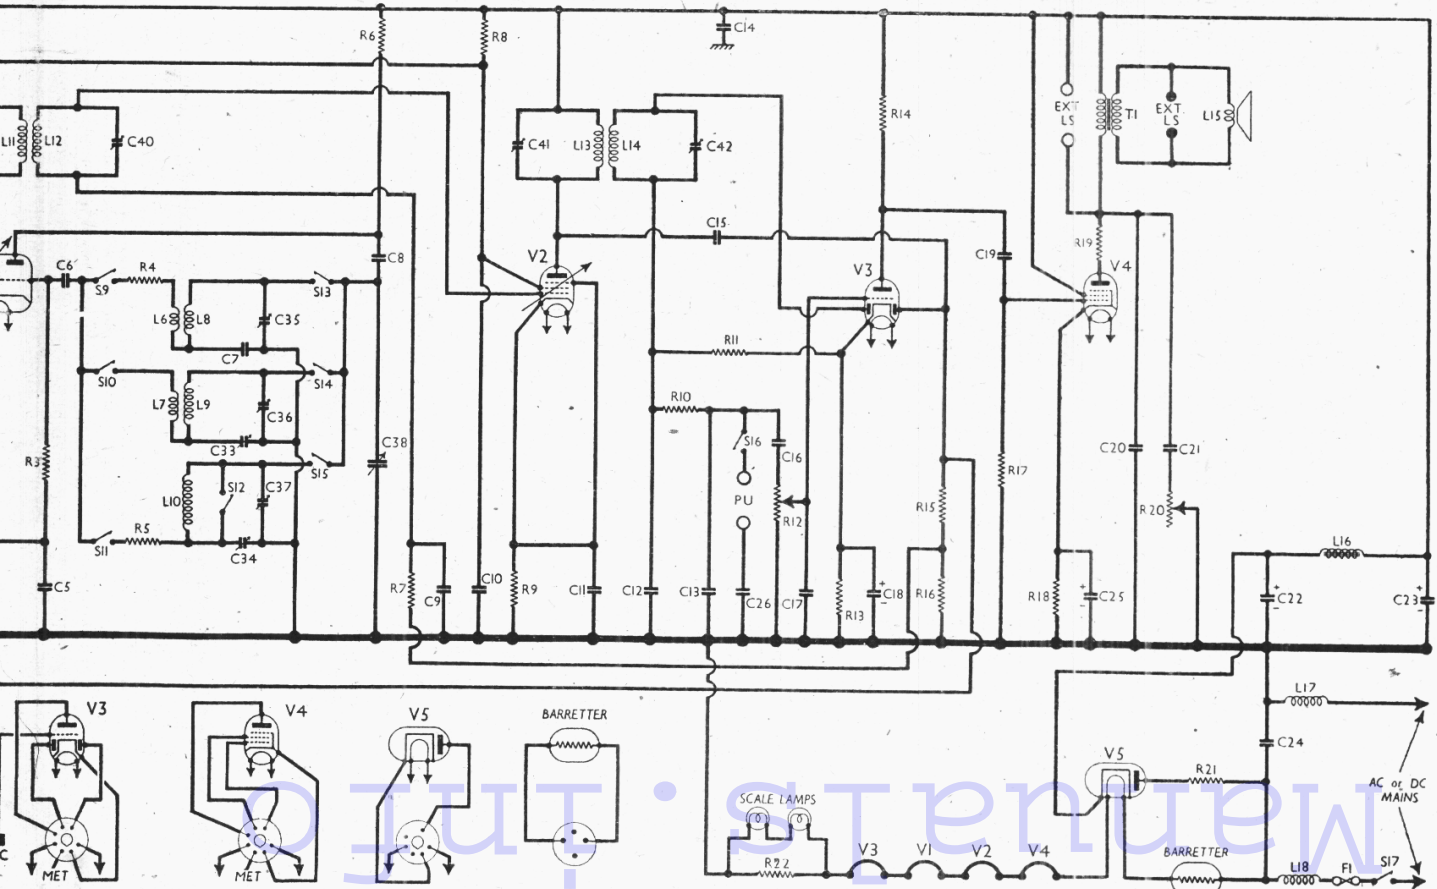 R6
R8
C14
L11
L12
C40
C41
L13
L14
C42
R14
EXT
LS
T1
EXT.
LS
L15
C15
R19
C6
S9
R4
S13
C8
V2
V3
C19
V4
L6
L8
C35
C7
R11
S10
S14
L7
L9
C36
R10
S16
C16
C33
C38
C20
C21
R3
S15
R17
L10
S12
C37
PU
R12
R15
R20
S11
R5
C34
L16
C5
R7
C9
C10
R9
C11
C12
C13
C26
C17
R13
C18
R16
R18
C25
C22
C23
L17
V3
V4
V5
BARRETTER
V5
C24
R21
AC or DC
MAINS
SCALE LAMPS
C
MET
MET
R22
V3
V1
V2
V4
BARRETTER
L18
F1
S17
Manuals.info